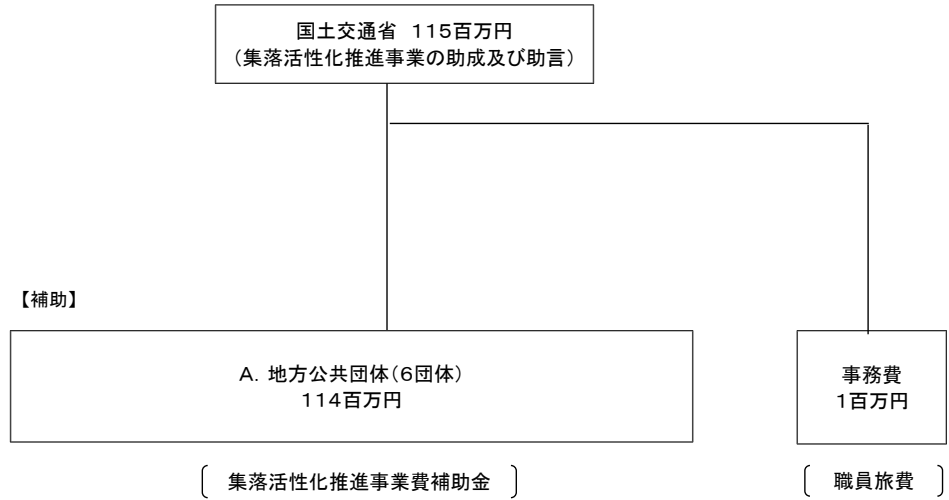 国土交通省　１１５百万円
（集落活性化推進事業の助成及び助言）
【補助】
A．地方公共団体（６団体）
１１４百万円
事務費
１百万円
集落活性化推進事業費補助金
職員旅費